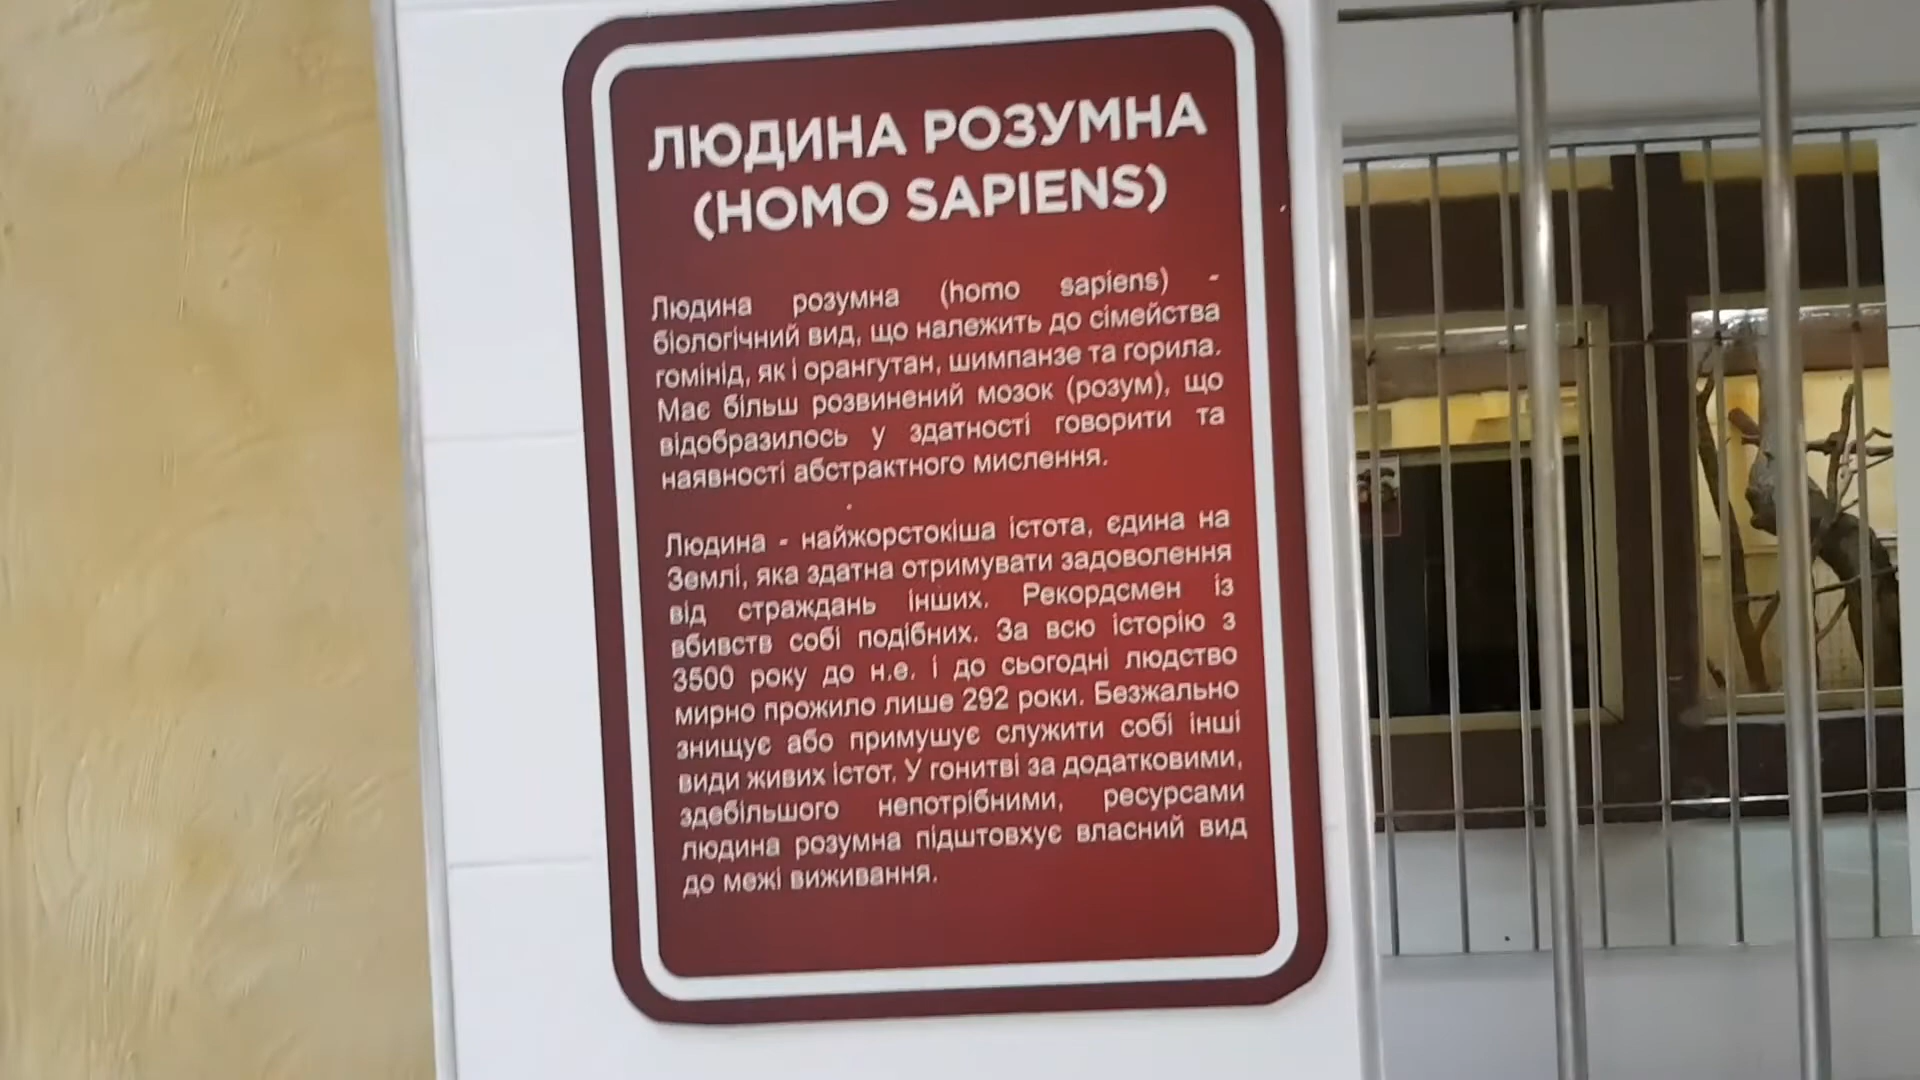 ЛЮДИНА РОЗУМНА
(HOMO SAPIENS)
Людина розумна (homo sapiens) -
біологічний вид, що належить до сімейства
гомінід, як і орангутан, шимпанзе та горила.
Має більш розвинений мозок (розум), що
відобразилось у здатності говорити та
наявності абстрактного мислення.
Людина - найжорстокіша істота, єдина на
Землі, яка здатна отримувати задоволення
від страждань інших. Рекордсмен із
вбивств собі подібних. За всю історію з
3500 року до н.е. і до сьогодні людство
мирно прожило лише 292 роки. Безжально
знищує або примушує служити собі інші
види живих істот. У гонитві за додатковими,
здебільшого непотрібними, ресурсами
людина розумна підштовхує власний вид
до межі виживання.